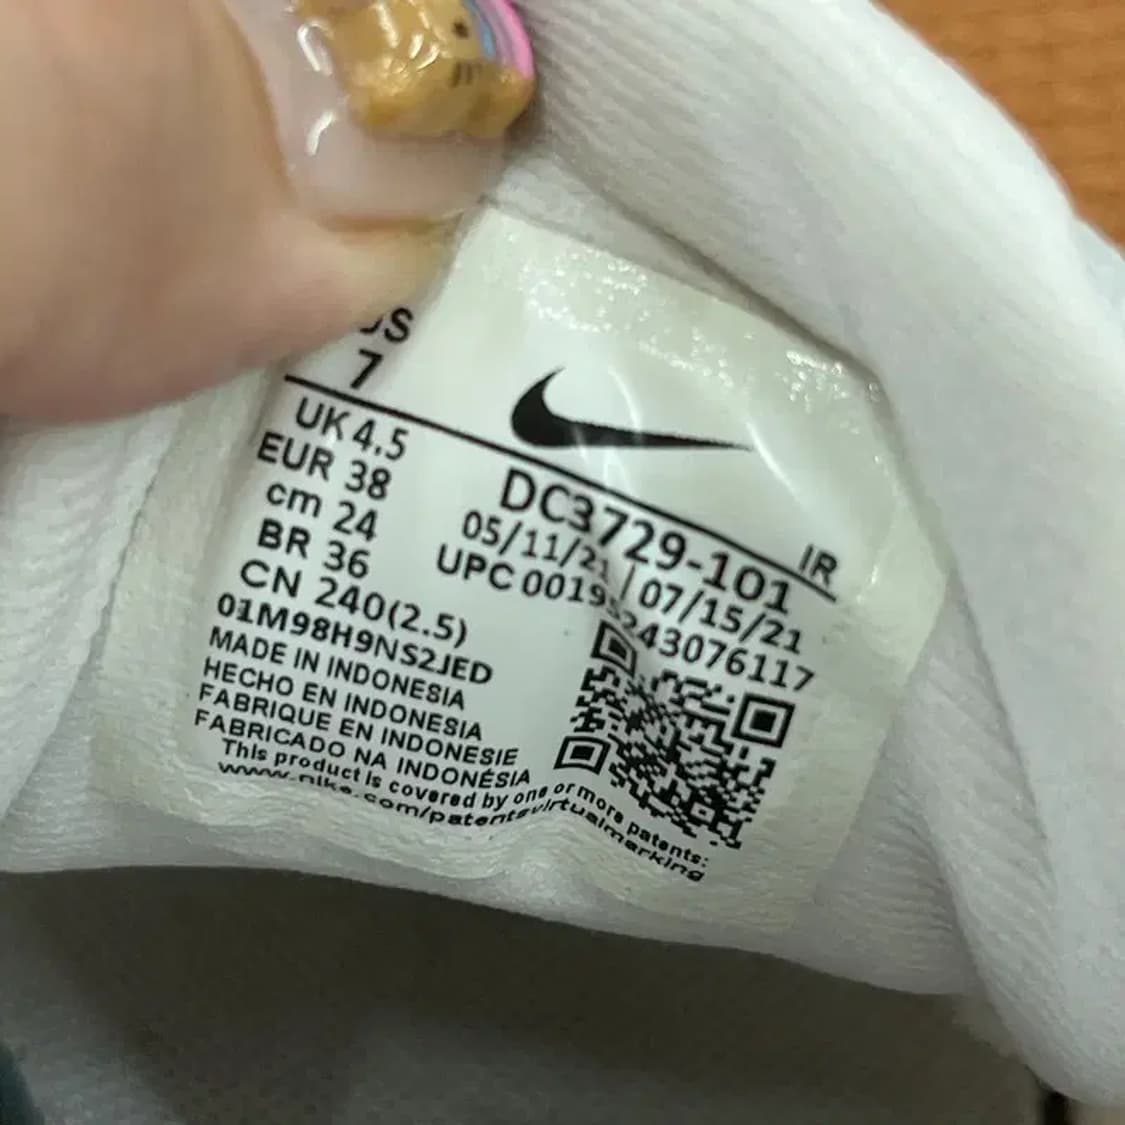 US
7
UK 4.5
EUR 38
cm 24
BR 36
CN 240(2.5)
01M98H9NS2JED
MADE IN INDONESIA
HECHO EN INDONESIA
FABRIQUE EN INDONESIE
FABRICADO NA INDONÉSIA
This product is covered by one or more patents:
www.nike.com/patentsvirtualmarking
IR
DC3729-101
05/11/21 07/15/21
UPC 00195243076117